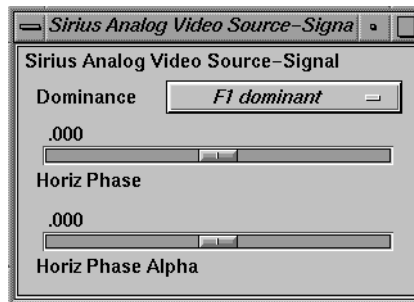 Sirius Analog Video Source-Signa
Sirius Analog Video Source-Signal
Dominance F1 dominant
.000
Horiz Phase
.000
Horiz Phase Alpha